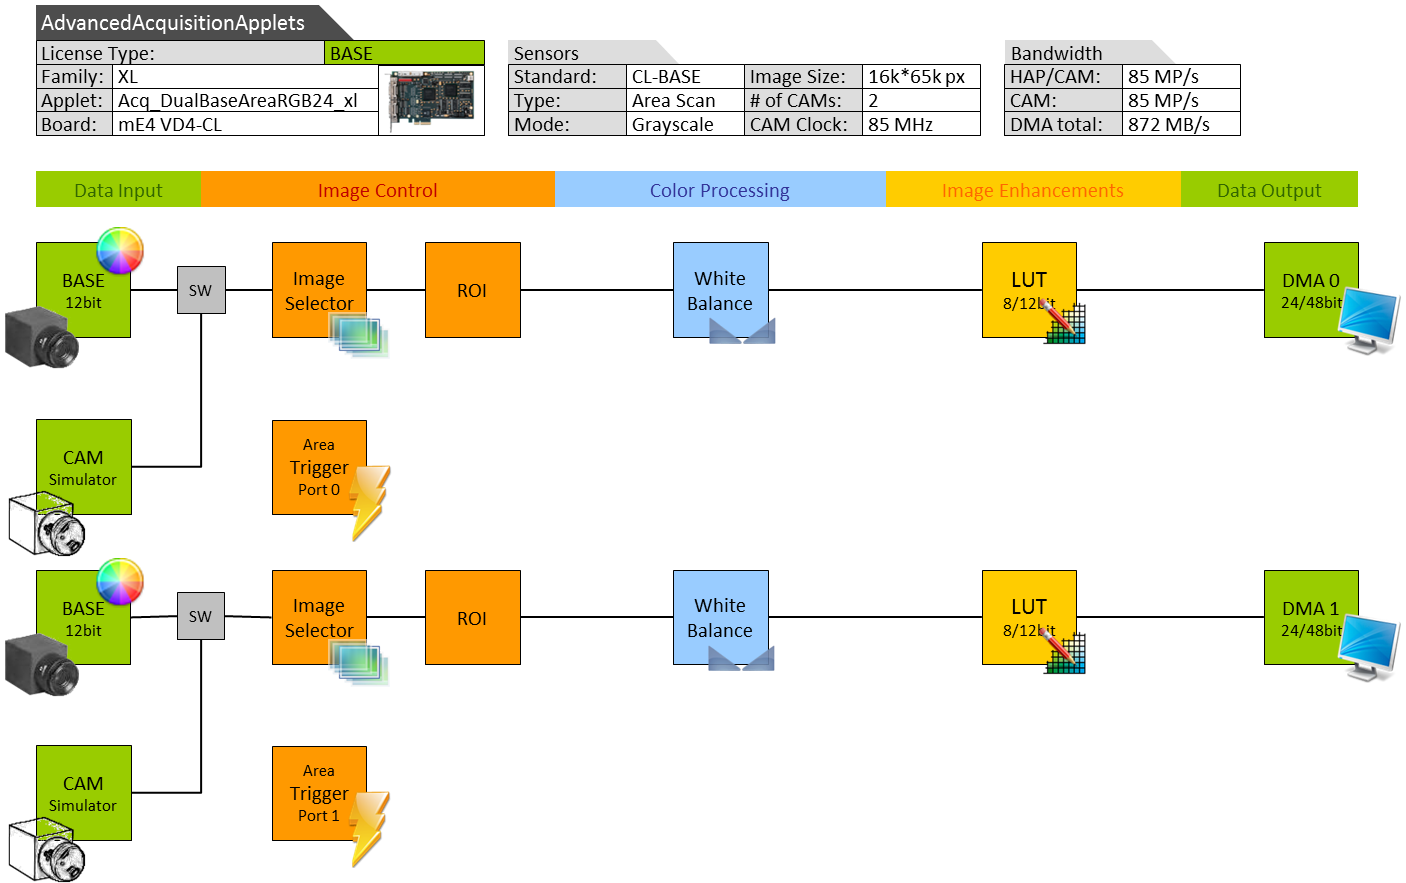 AdvancedAcquisitionApplets
License Type: BASE
Family: XL
Applet: Acq_DualBaseAreaRGB24_xl
Board: mE4 VD4-CL
Sensors
Standard: CL-BASE Image Size: 16k*65k px
Type: Area Scan # of CAMs: 2
Mode: Grayscale CAM Clock: 85 MHz
Bandwidth
HAP/CAM: 85 MP/s
CAM: 85 MP/s
DMA total: 872 MB/s
Data Input Image Control Color Processing Image Enhancements Data Output
BASE
12bit
SW
Image
Selector
ROI
White
Balance
LUT
8/12bit
DMA 0
24/48bit
CAM
Simulator
Area
Trigger
Port 0
BASE
12bit
SW
Image
Selector
ROI
White
Balance
LUT
8/12bit
DMA 1
24/48bit
CAM
Simulator
Area
Trigger
Port 1